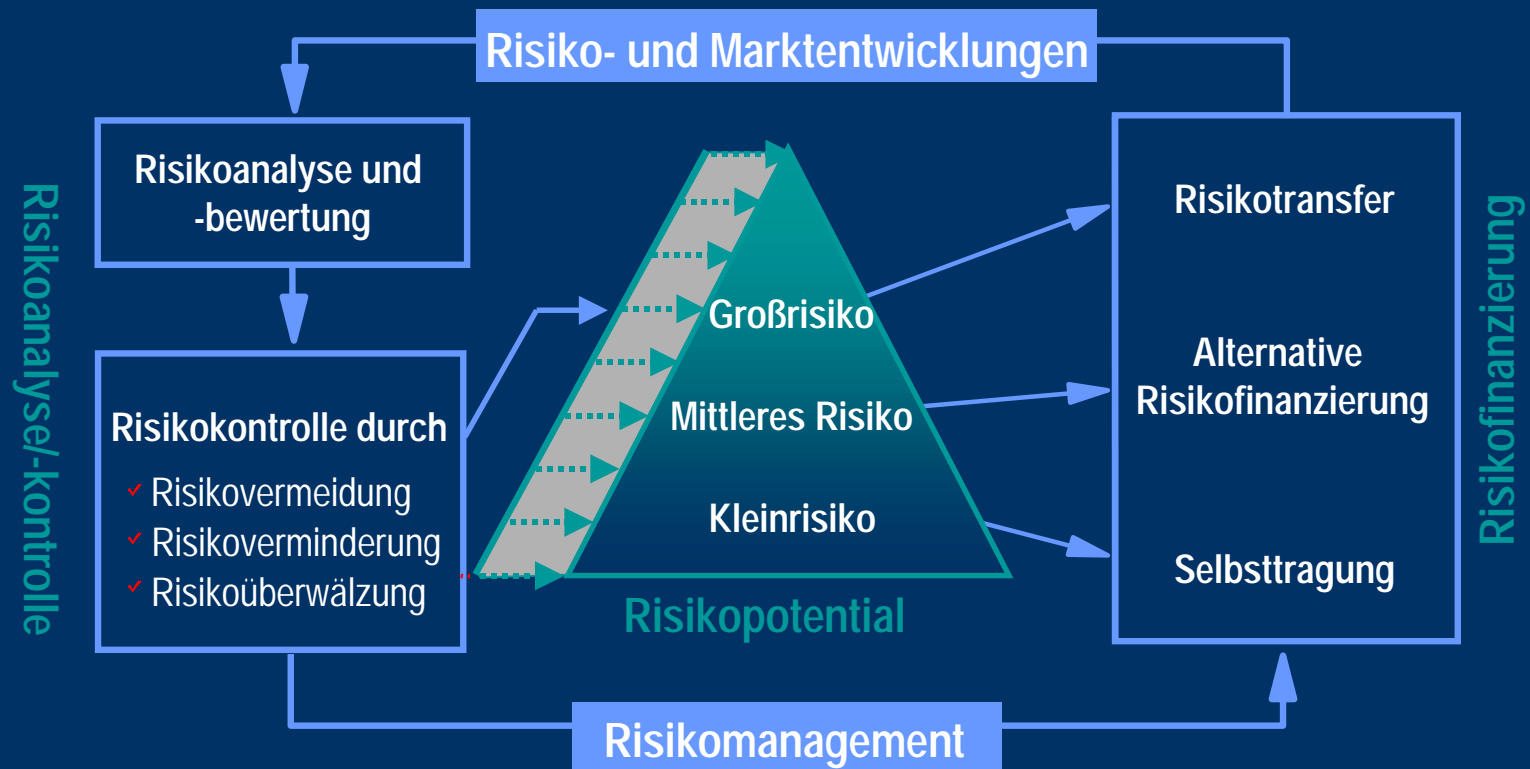 Risiko- und Marktentwicklungen
Risikoanalyse/-kontrolle
Risikoanalyse und
-bewertung
Risikokontrolle durch
Risikovermeidung
Risikoverminderung
Risikoüberwälzung
Großrisiko
Mittleres Risiko
Kleinrisiko
Risikopotential
Risikotransfer
Alternative
Risikofinanzierung
Selbsttragung
Risikofinanzierung
Risikomanagement